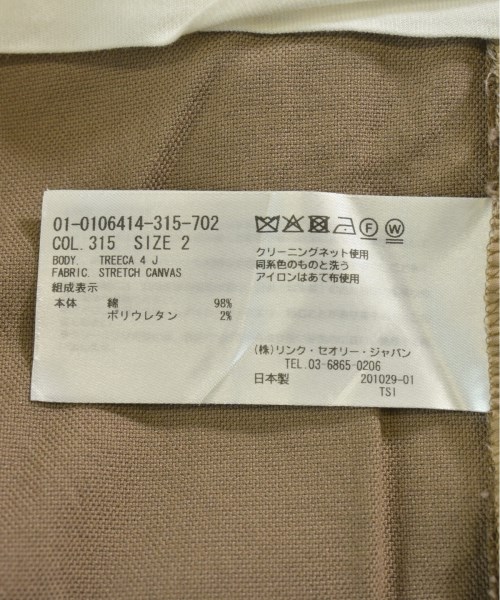 01-0106414-315-702
COL.315 SIZE 2
BODY. TREECA 4 J
FABRIC. STRETCH CANVAS
組成表示
本体 綿 98%
ポリウレタン 2%
F W
クリーニングネット使用
同系色のものと洗う
アイロンはあて布使用
(株)リンク・セオリー・ジャパン
TEL.03-6865-0206
日本製 201029-01
TSI